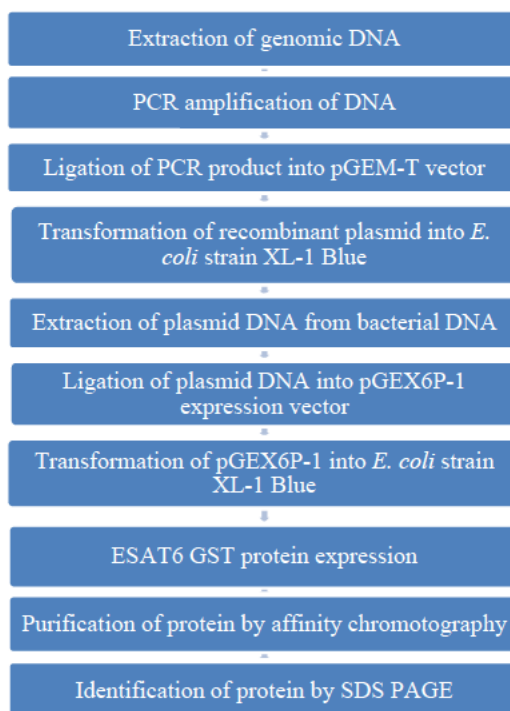 Extraction of genomic DNA
PCR amplification of DNA
Ligation of PCR product into pGEM-T vector
Transformation of recombinant plasmid into E.
coli strain XL-1 Blue
Extraction of plasmid DNA from bacterial DNA
Ligation of plasmid DNA into pGEX6P-1
expression vector
Transformation of pGEX6P-1 into E. coli strain
XL-1 Blue
ESAT6 GST protein expression
Purification of protein by affinity chromotography
Identification of protein by SDS PAGE